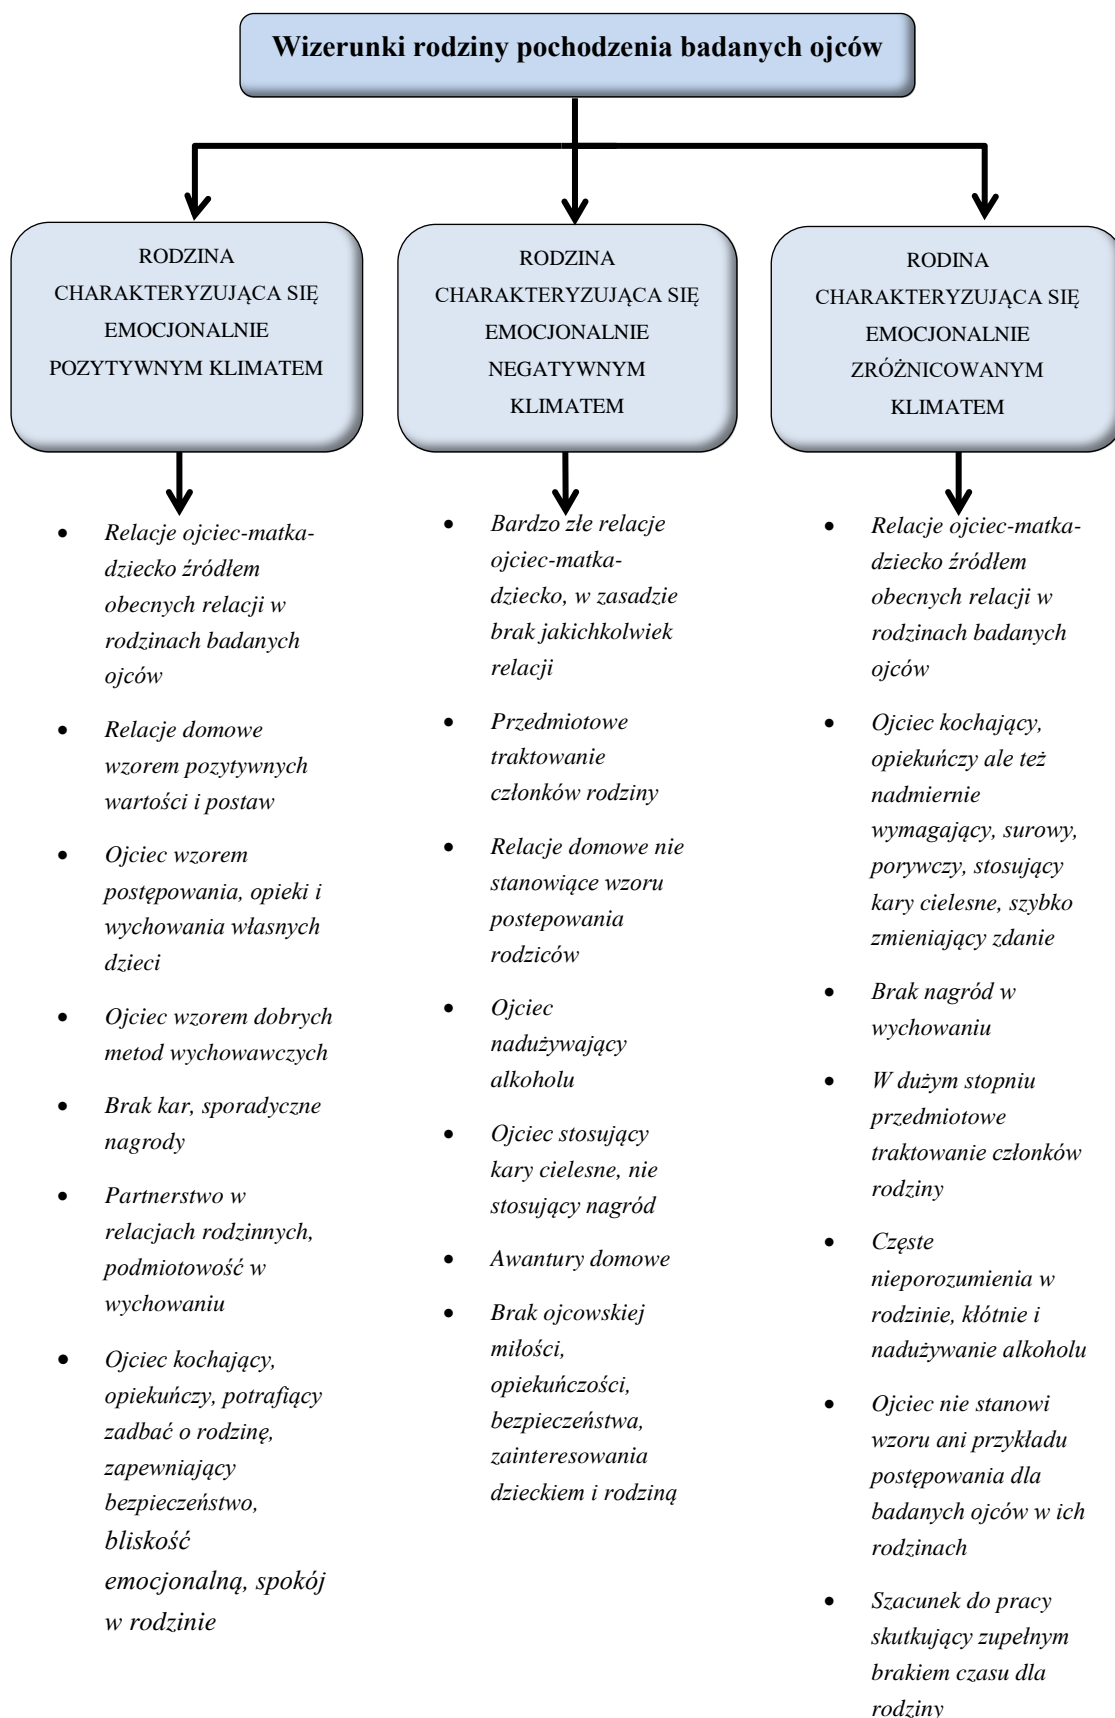 Wizerunki rodziny pochodzenia badanych ojców
RODZINA
CHARAKTERYZUJĄCA SIĘ
EMOCJONALNIE
POZYTYWNYM KLIMATEM
RODZINA
CHARAKTERYZUJĄCA SIĘ
EMOCJONALNIE
NEGATYWNYM
KLIMATEM
RODINA
CHARAKTERYZUJĄCA SIĘ
EMOCJONALNIE
ZRÓŻNICOWANYM
KLIMATEM
• Relacje ojciec-matka-
dziecko źródłem
obecnych relacji w
rodzinach badanych
ojców
• Relacje domowe
wzorem pozytywnych
wartości i postaw
• Ojciec wzorem
postępowania, opieki i
wychowania własnych
dzieci
• Ojciec wzorem dobrych
metod wychowawczych
• Brak kar, sporadyczne
nagrody
• Partnerstwo w
relacjach rodzinnych,
podmiotowość w
wychowaniu
• Ojciec kochający,
opiekuńczy, potrafiący
zadbać o rodzinę,
zapewniający
bezpieczeństwo,
bliskość
emocjonalną, spokój
w rodzinie
• Bardzo złe relacje
ojciec-matka-
dziecko, w zasadzie
brak jakichkolwiek
relacji
• Przedmiotowe
traktowanie
członków rodziny
• Relacje domowe nie
stanowiące wzoru
postepowania
rodziców
• Ojciec
nadużywający
alkoholu
• Ojciec stosujący
kary cielesne, nie
stosujący nagród
• Awantury domowe
• Brak ojcowskiej
miłości,
opiekuńczości,
bezpieczeństwa,
zainteresowania
dzieckiem i rodziną
• Relacje ojciec-matka-
dziecko źródłem
obecnych relacji w
rodzinach badanych
ojców
• Ojciec kochający,
opiekuńczy ale też
nadmiernie
wymagający, surowy,
porywczy, stosujący
kary cielesne, szybko
zmieniający zdanie
• Brak nagród w
wychowaniu
• W dużym stopniu
przedmiotowe
traktowanie członków
rodziny
• Częste
nieporozumienia w
rodzinie, kłótnie i
nadużywanie alkoholu
• Ojciec nie stanowi
wzoru ani przykładu
postępowania dla
badanych ojców w ich
rodzinach
• Szacunek do pracy
skutkujący zupełnym
brakiem czasu dla
rodziny